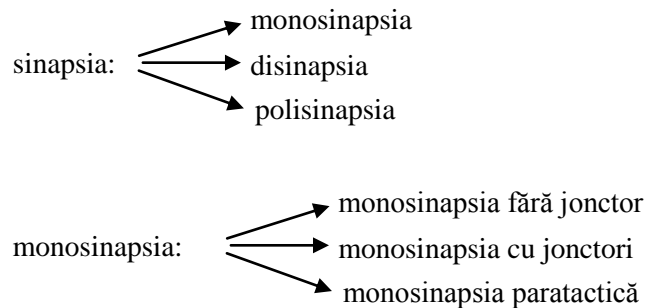 monosinapsia
sinapsia:
disinapsia
polisinapsia
monosinapsia fără jonctor
monosinapsia:
monosinapsia cu jonctori
monosinapsia paratactică